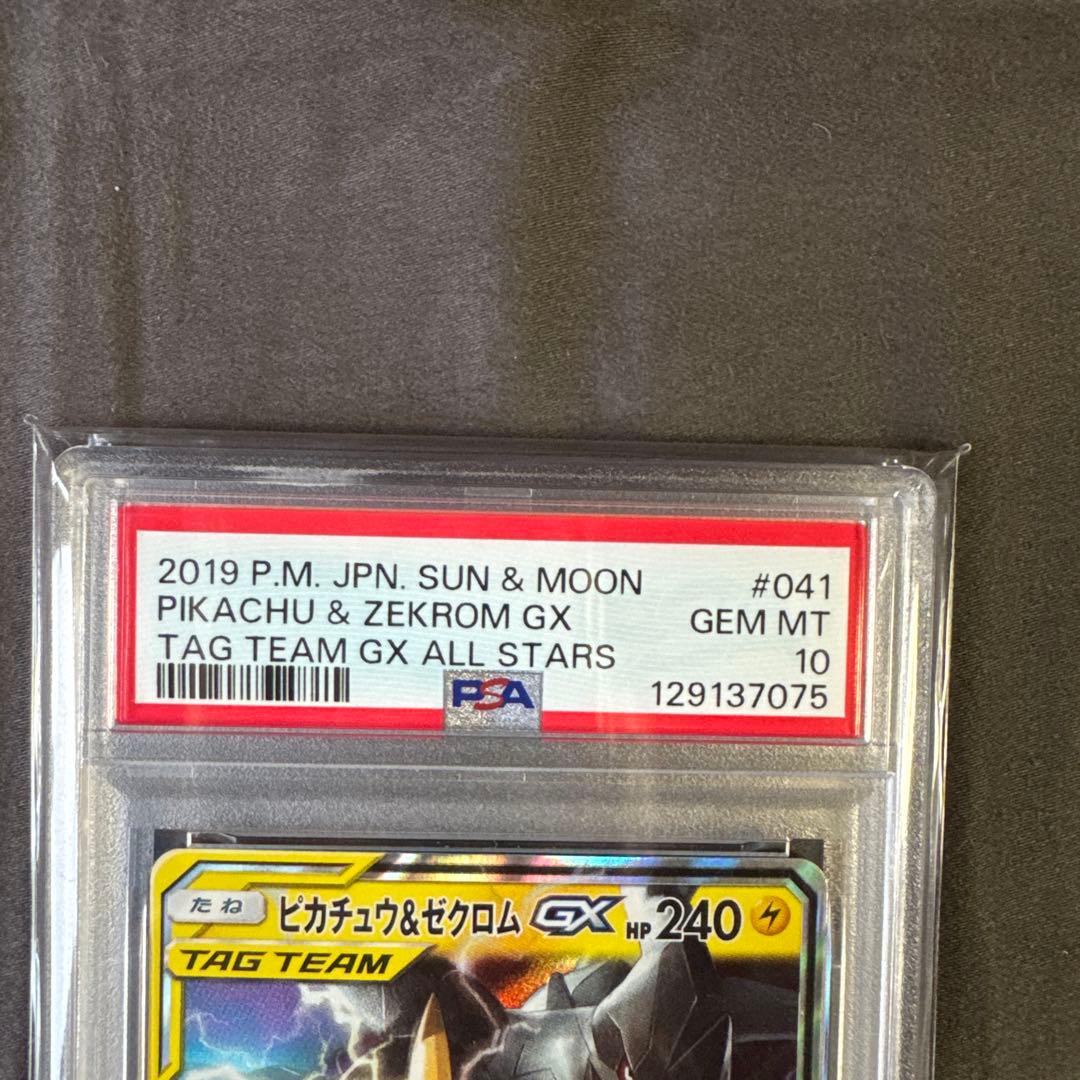 2019 P.M. JPN. SUN & MOON #041
PIKACHU & ZEKROM GX GEM MT
TAG TEAM GX ALL STARS 10
PSA 129137075
たね ピカチュウ&ゼクロム GX HP 240
TAG TEAM